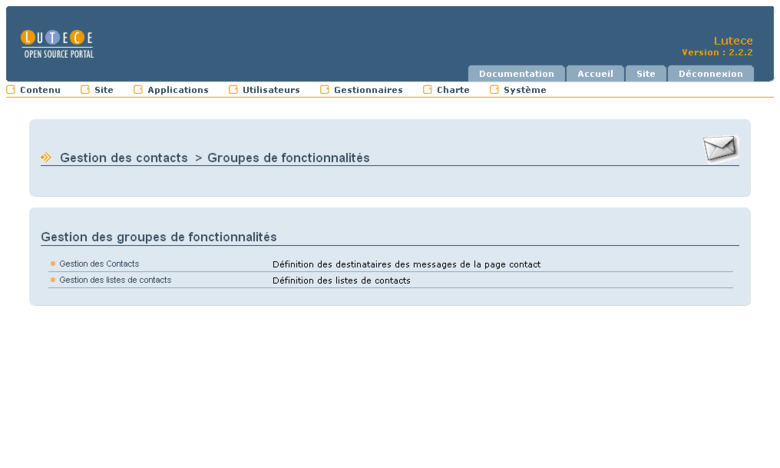 LUTECE
OPEN SOURCE PORTAL
Lutece
Version : 2.2.2
Documentation Accueil Site Déconnexion
Contenu Site Applications Utilisateurs Gestionnaires Charte Système
Gestion des contacts > Groupes de fonctionnalités
Gestion des groupes de fonctionnalités
Gestion des Contacts Définition des destinataires des messages de la page contact
Gestion des listes de contacts Définition des listes de contacts